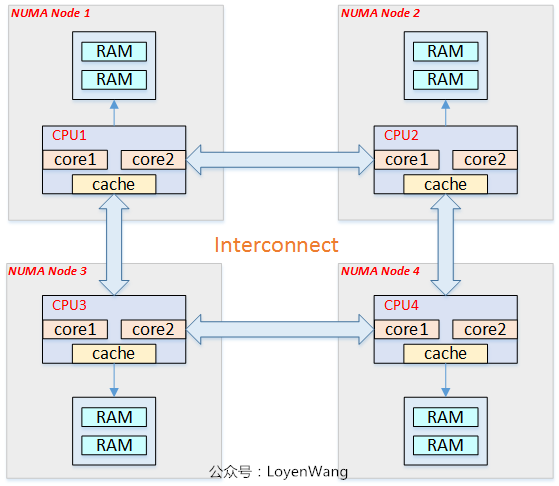 NUMA Node 1
RAM
RAM
CPU1
core1 core2
cache
NUMA Node 2
RAM
RAM
CPU2
core1 core2
cache
Interconnect
NUMA Node 3
CPU3
core1 core2
cache
RAM
RAM
NUMA Node 4
CPU4
core1 core2
cache
RAM
RAM
公众号：LoyenWang